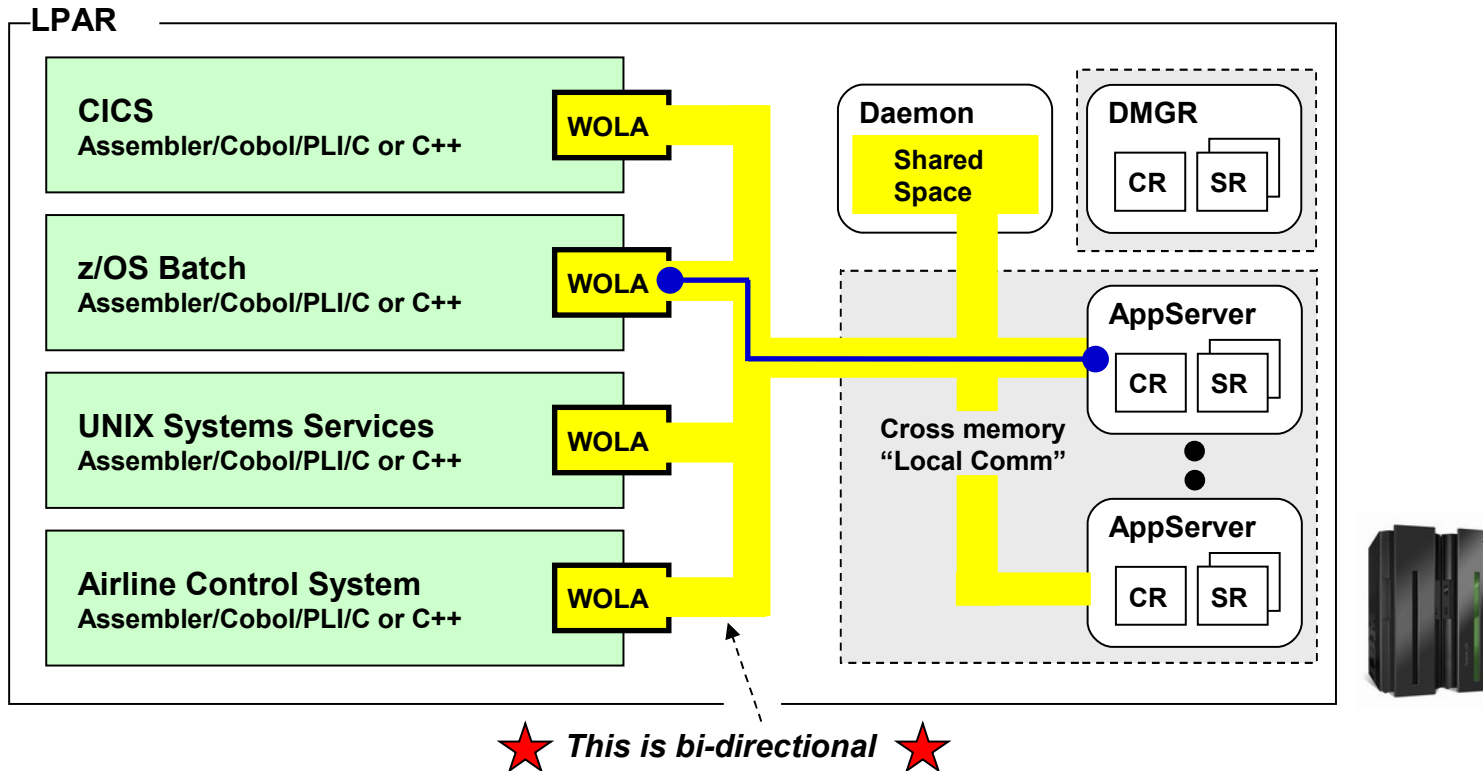 LPAR
CICS
Assembler/Cobol/PLI/C or C++
WOLA
z/OS Batch
Assembler/Cobol/PLI/C or C++
WOLA
UNIX Systems Services
Assembler/Cobol/PLI/C or C++
WOLA
Airline Control System
Assembler/Cobol/PLI/C or C++
WOLA
Daemon
Shared
Space
DMGR
CR SR
AppServer
CR SR
Cross memory
“Local Comm”
AppServer
CR SR
This is bi-directional